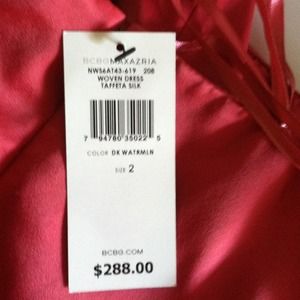 BCBGMAXAZRIA
NWS6AT43-619 208
WOVEN DRESS
TAFFETA SILK
7 94780 35022 5
COLOR DK WATRMLN
SIZE 2
BCBG.COM
$288.00